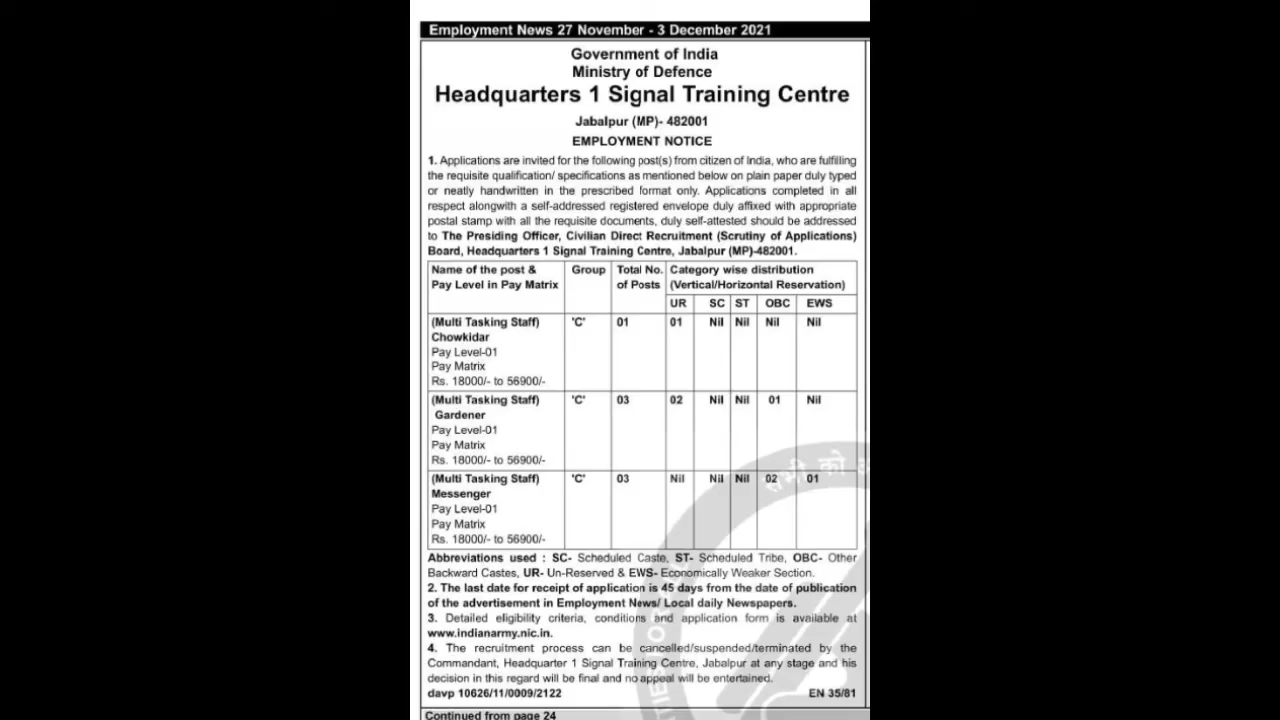 Employment News 27 November - 3 December 2021
Government of India
Ministry of Defence
Headquarters 1 Signal Training Centre
Jabalpur (MP)- 482001
EMPLOYMENT NOTICE
1. Applications are invited for the following post(s) from citizen of India, who are fulfilling
the requisite qualification/ specifications as mentioned below on plain paper duly typed
or neatly handwritten in the prescribed format only. Applications completed in all
respect alongwith a self-addressed registered envelope duly affixed with appropriate
postal stamp with all the requisite documents, duly self-attested should be addressed
to The Presiding Officer, Civilian Direct Recruitment (Scrutiny of Applications)
Board, Headquarters 1 Signal Training Centre, Jabalpur (MP)-482001.
Name of the post & Group Total No. Category wise distribution
Pay Level in Pay Matrix of Posts (Vertical/Horizontal Reservation)
UR SC ST OBC EWS
(Multi Tasking Staff) 'C' 01 01 Nil Nil Nil Nil
Chowkidar
Pay Level-01
Pay Matrix
Rs. 18000/- to 56900/-
(Multi Tasking Staff) 'C' 03 02 Nil Nil 01 Nil
Gardener
Pay Level-01
Pay Matrix
Rs. 18000/- to 56900/-
सभी को
(Multi Tasking Staff) 'C' 03 Nil Nil Nil 02 01
Messenger
Pay Level-01
Pay Matrix
Rs. 18000/- to 56900/-
Abbreviations used : SC- Scheduled Caste, ST- Scheduled Tribe, OBC- Other
Backward Castes, UR- Un-Reserved & EWS- Economically Weaker Section.
2. The last date for receipt of application is 45 days from the date of publication
of the advertisement in Employment News/ Local daily Newspapers.
3. Detailed eligibility criteria, conditions and application form is available at
www.indianarmy.nic.in.
4. The recruitment process can be cancelled/suspended/terminated by the
Commandant, Headquarter 1 Signal Training Centre, Jabalpur at any stage and his
decision in this regard will be final and no appeal will be entertained.
davp 10626/11/0009/2122 EN 35/81
Continued from page 24